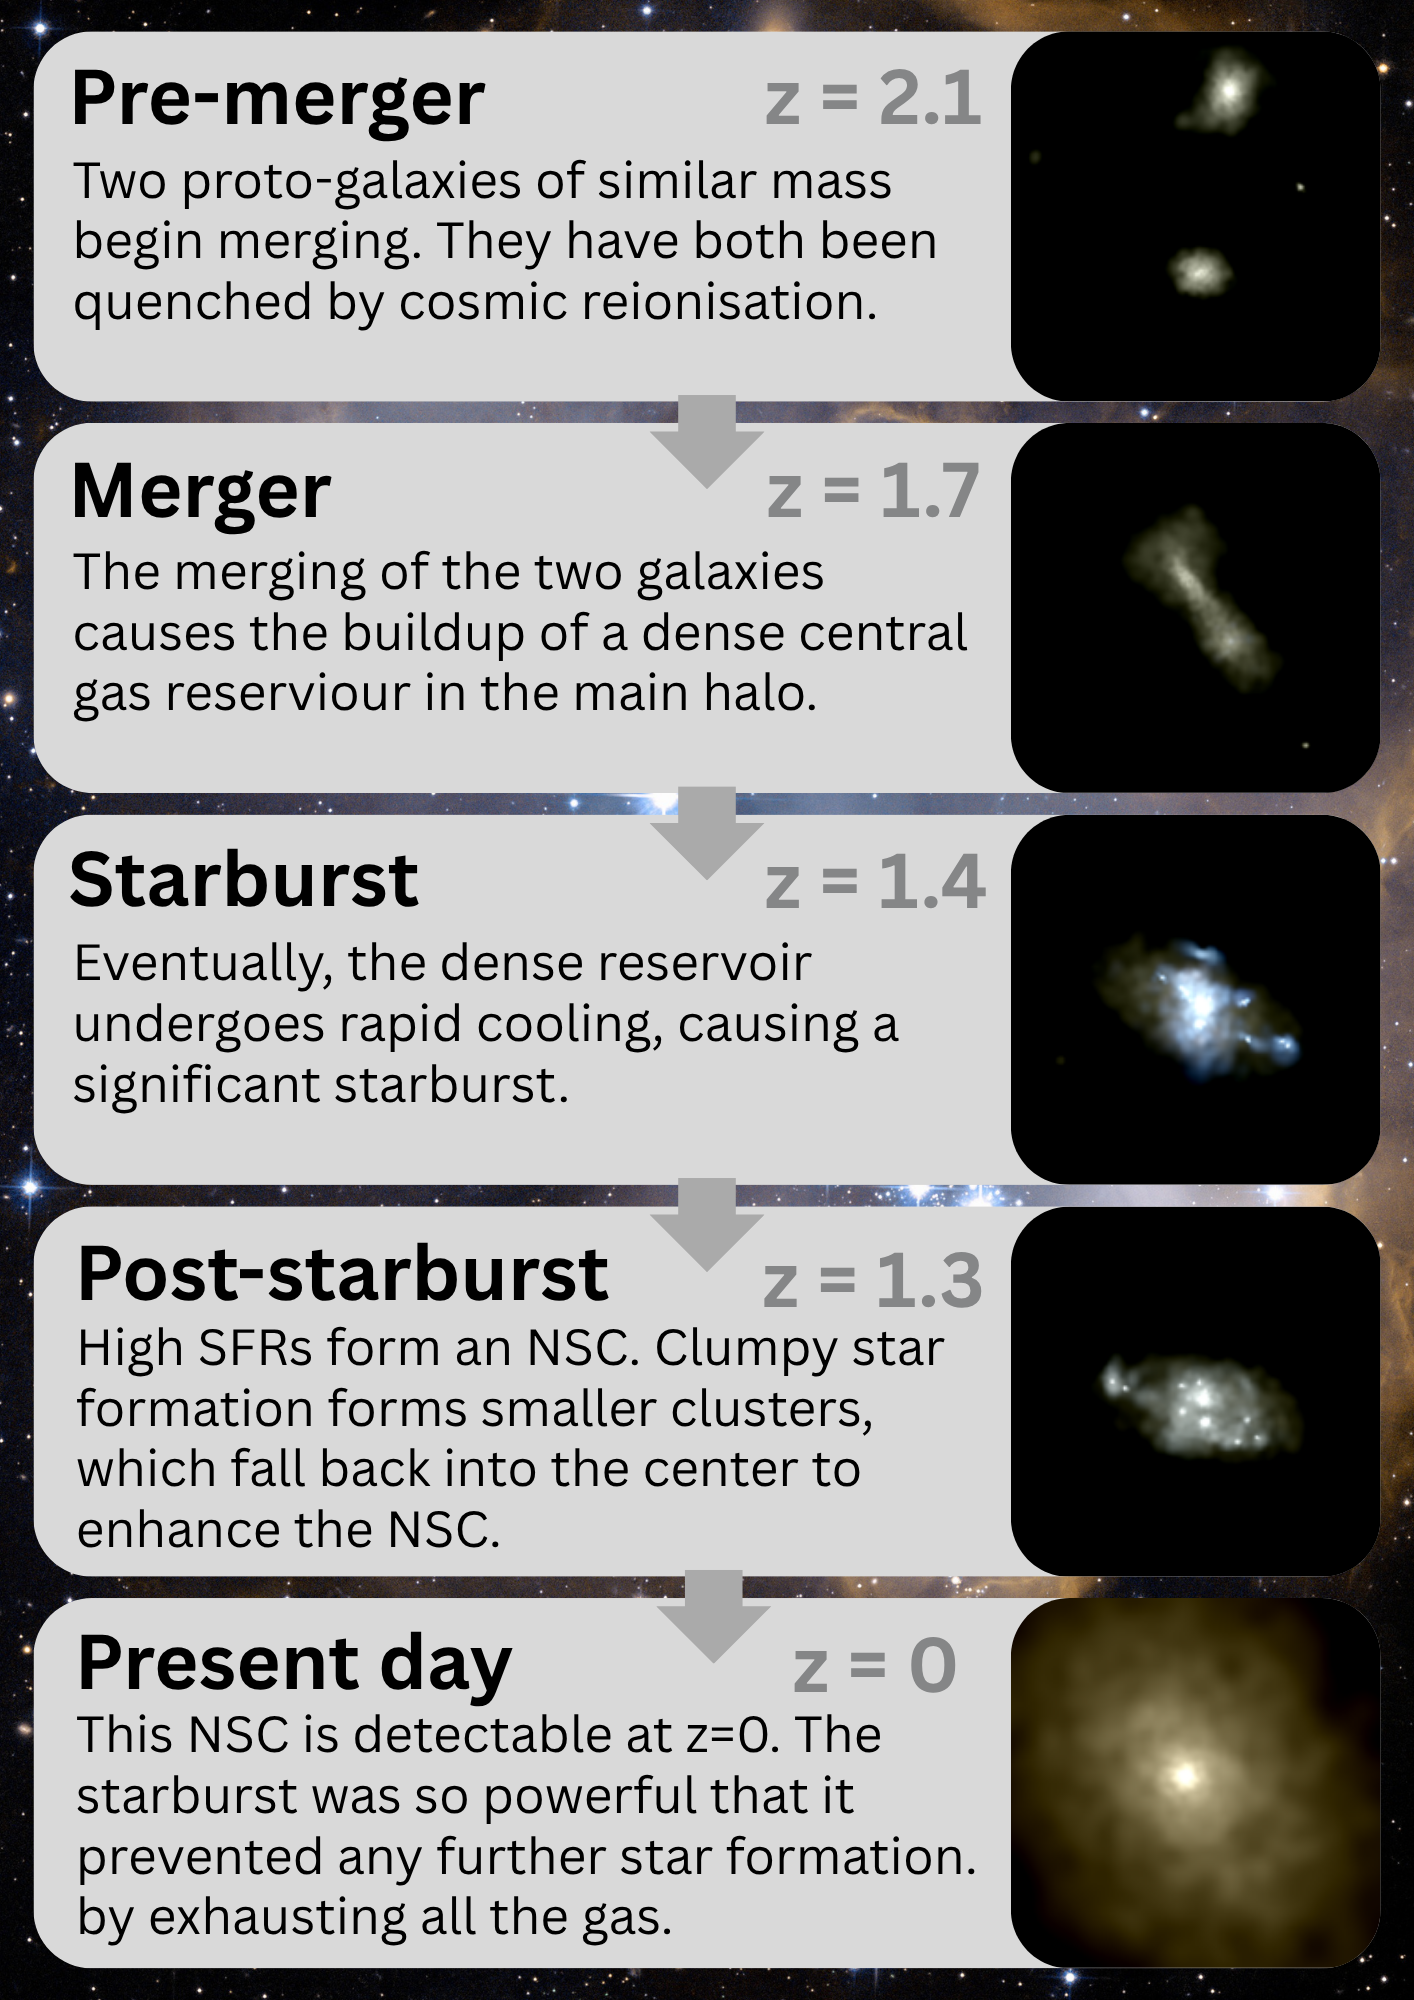 Pre-merger
z = 2.1
Two proto-galaxies of similar mass
begin merging. They have both been
quenched by cosmic reionisation.
Merger
z = 1.7
The merging of the two galaxies
causes the buildup of a dense central
gas reserviour in the main halo.
Starburst
z = 1.4
Eventually, the dense reservoir
undergoes rapid cooling, causing a
significant starburst.
Post-starburst
z = 1.3
High SFRs form an NSC. Clumpy star
formation forms smaller clusters,
which fall back into the center to
enhance the NSC.
Present day
z = 0
This NSC is detectable at z=0. The
starburst was so powerful that it
prevented any further star formation.
by exhausting all the gas.